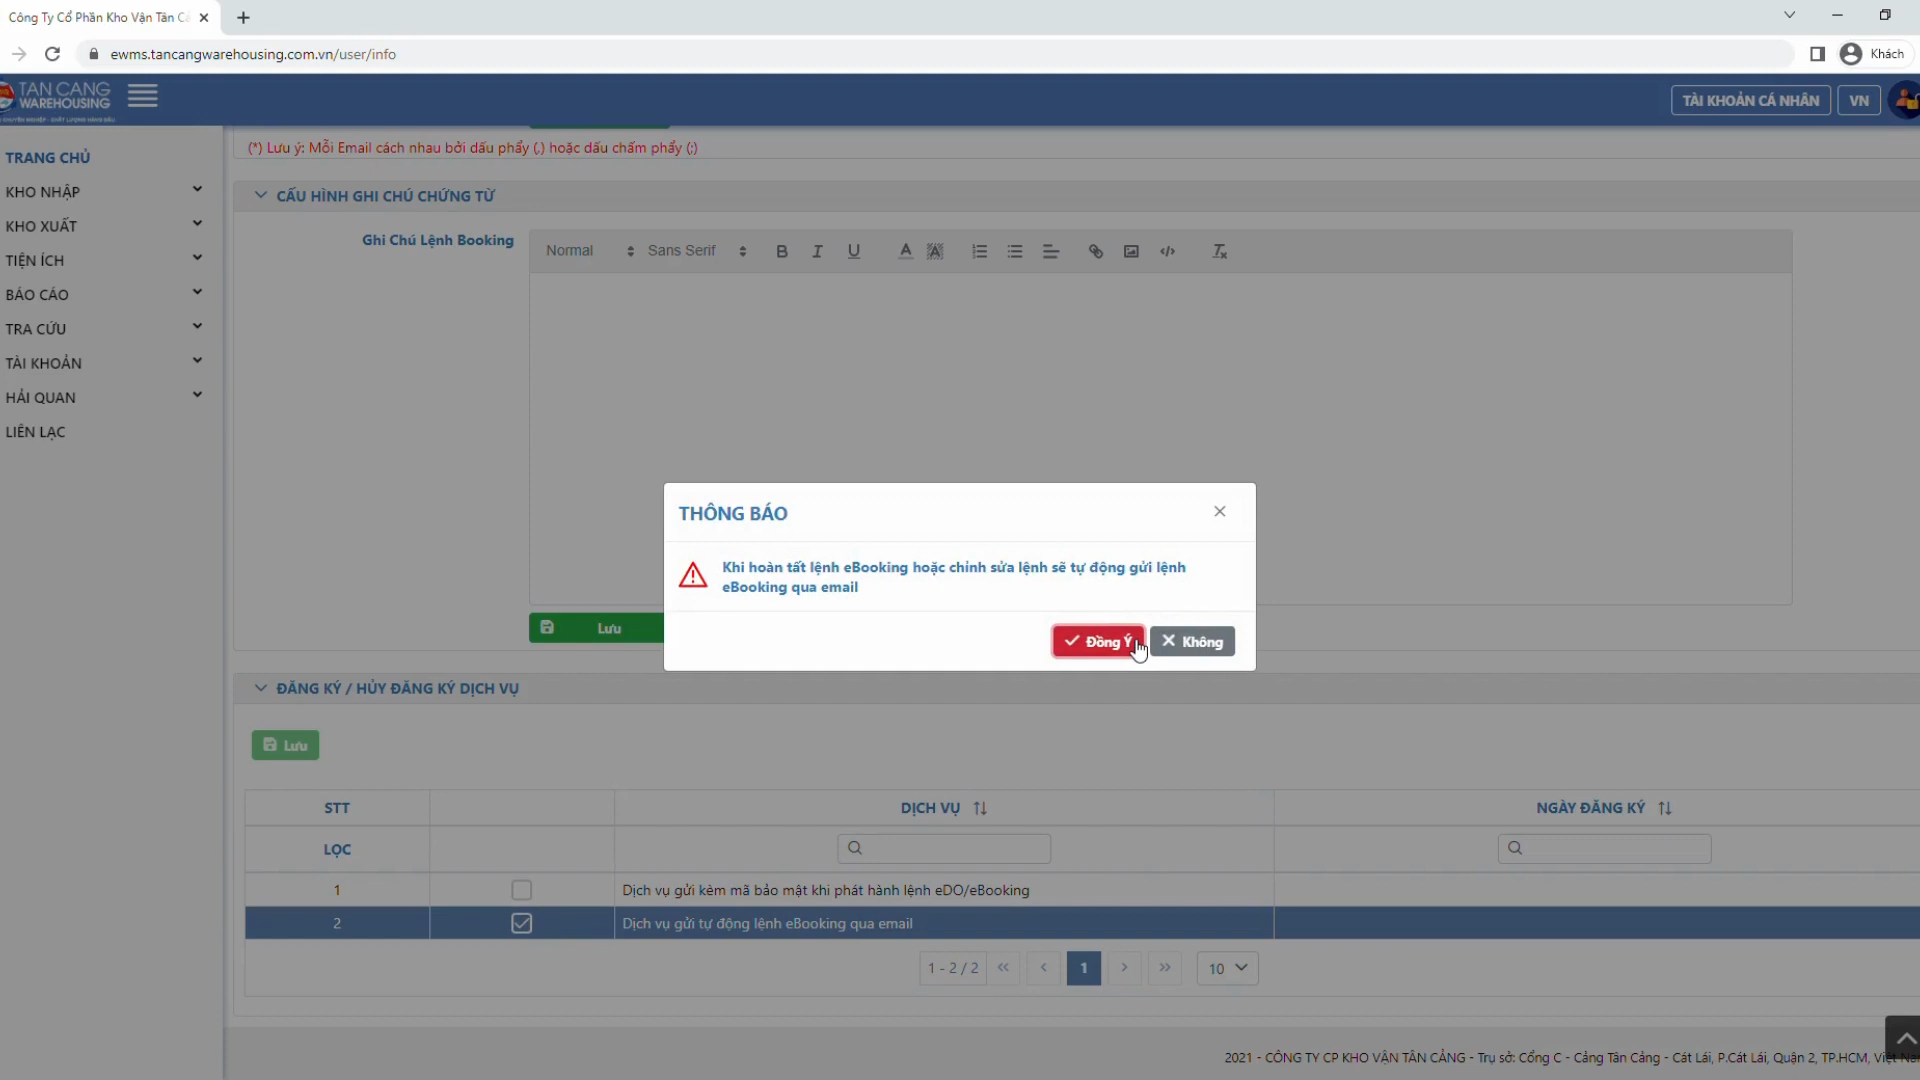 Công Ty Cổ Phần Kho Vận Tân Cả
ewms.tancangwarehousing.com.vn/user/info
Khách
TAN CANG
WAREHOUSING
TÀI KHOẢN CÁ NHÂN
VN
TRANG CHỦ
KHO NHẬP
KHO XUẤT
TIỆN ÍCH
BÁO CÁO
TRA CỨU
TÀI KHOẢN
HẢI QUAN
LIÊN LẠC
(*) Lưu ý: Mỗi Email cách nhau bởi dấu phẩy (,) hoặc dấu chấm phẩy (;)
CẤU HÌNH GHI CHÚ CHỨNG TỪ
Ghi Chú Lệnh Booking
Normal
Sans Serif
THÔNG BÁO
Khi hoàn tất lệnh eBooking hoặc chỉnh sửa lệnh sẽ tự động gửi lệnh
eBooking qua email
Đồng Ý
Không
Lưu
ĐĂNG KÝ / HỦY ĐĂNG KÝ DỊCH VỤ
Lưu
STT
DỊCH VỤ
NGÀY ĐĂNG KÝ
LỌC
1
Dịch vụ gửi kèm mã bảo mật khi phát hành lệnh eDO/eBooking
2
Dịch vụ gửi tự động lệnh eBooking qua email
1 - 2 / 2
1
10
2021 - CÔNG TY CP KHO VẬN TÂN CẢNG - Trụ sở: Cổng C - Cảng Tân Cảng - Cát Lái, P.Cát Lái, Quận 2, TP.HCM, Việt Na